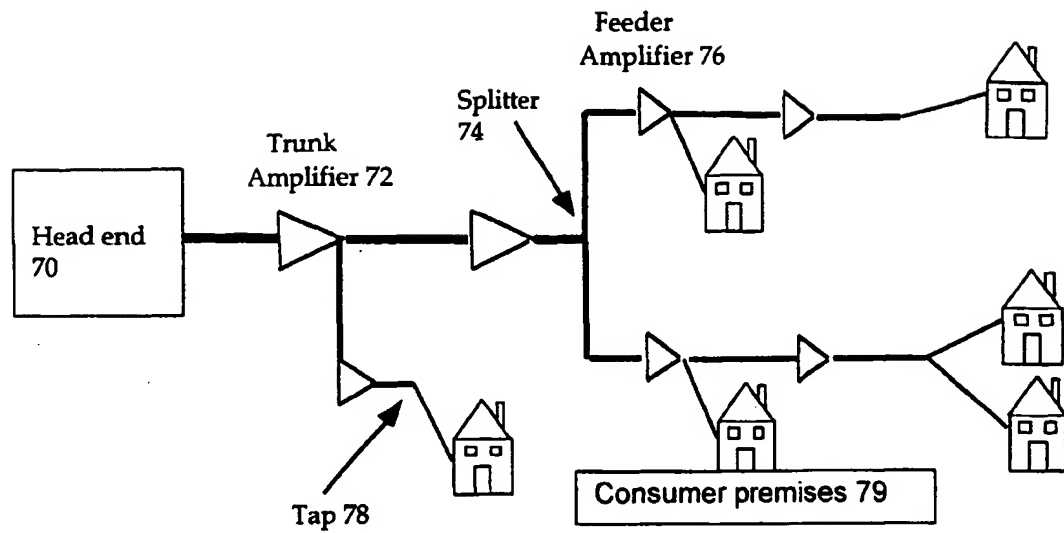 Feeder
Amplifier 76
Splitter
74
Trunk
Amplifier 72
Head end
70
Tap 78
Consumer premises 79